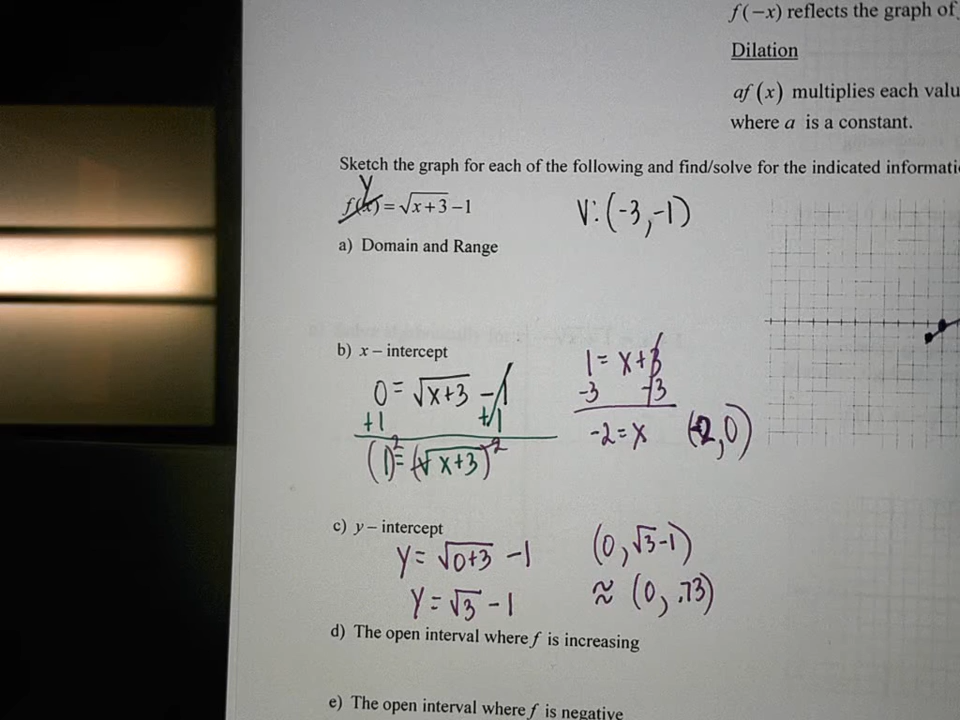 f(−x) reflects the graph of
Dilation
af(x) multiplies each
where a is a constant.
Sketch the graph for each of the following and find/solve for the indicated
y
f(x) = √x+3 −1
V: (-3, -1)
a) Domain and Range
b) x – intercept
0 = √x+3 - 1
+1 +1
(1)² = (√x+3)²
1 = x+3
-3 -3
-2 = x (-2, 0)
c) y – intercept
y = √0+3 - 1
y = √3 - 1
(0, √3-1)
≈ (0, .73)
d) The open interval where f is increasing
e) The open interval where f is negative